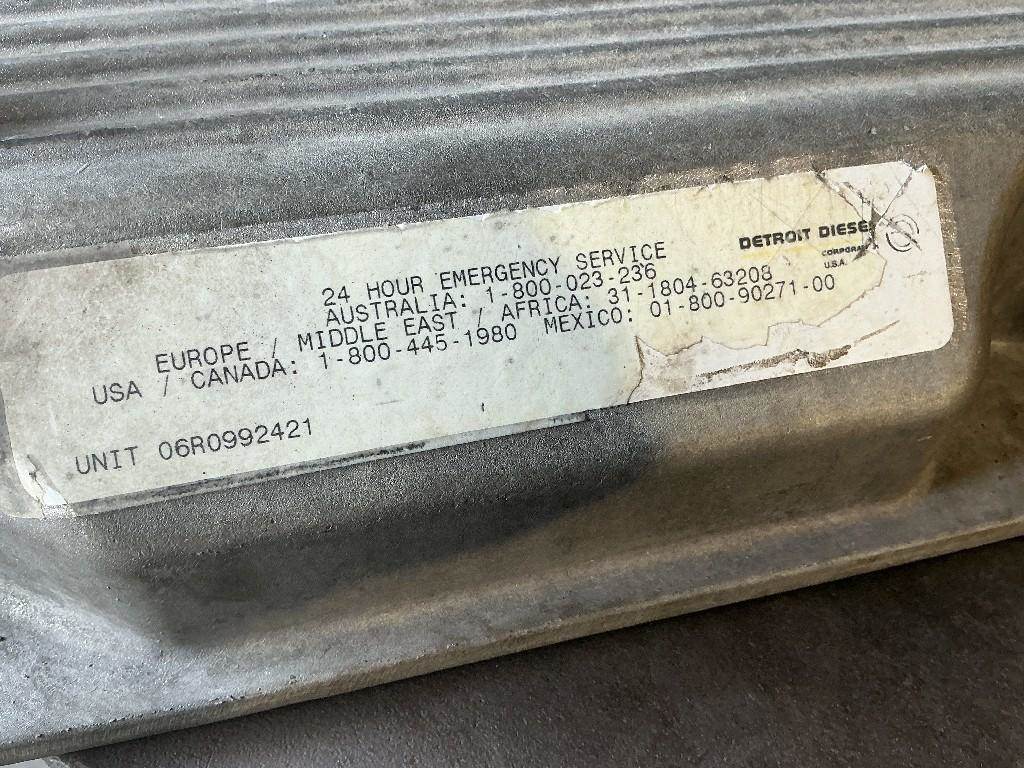 DETROIT DIESEL
CORPORA
U.S.A.
24 HOUR EMERGENCY SERVICE
AUSTRALIA: 1-800-023-236
EUROPE / MIDDLE EAST / AFRICA: 31-1804-63208
USA / CANADA: 1-800-445-1980 MEXICO: 01-800-90271-00
UNIT 06R0992421